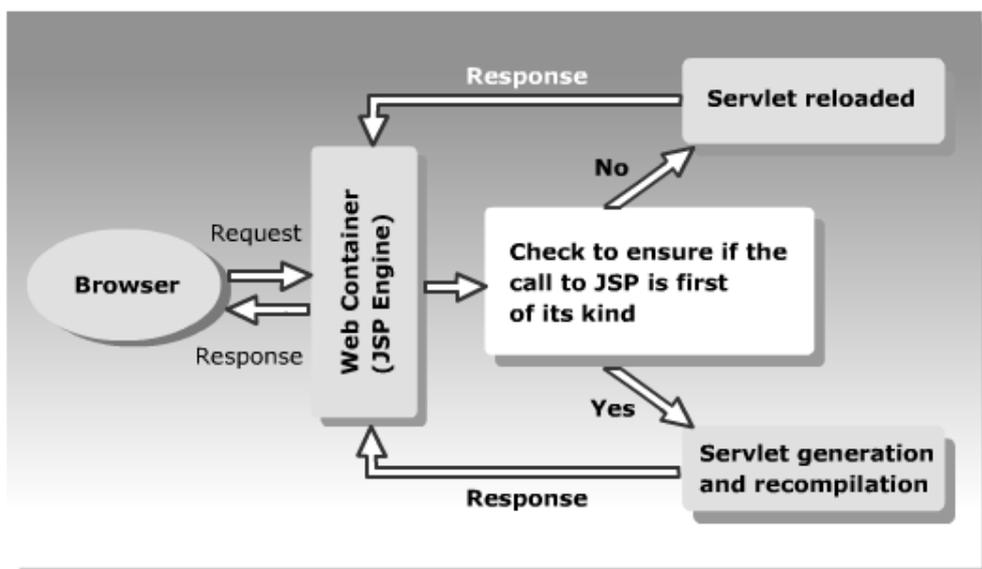 Response
Servlet reloaded
No
Request
Browser
Response
Web Container
(JSP Engine)
Check to ensure if the
call to JSP is first
of its kind
Yes
Servlet generation
and recompilation
Response